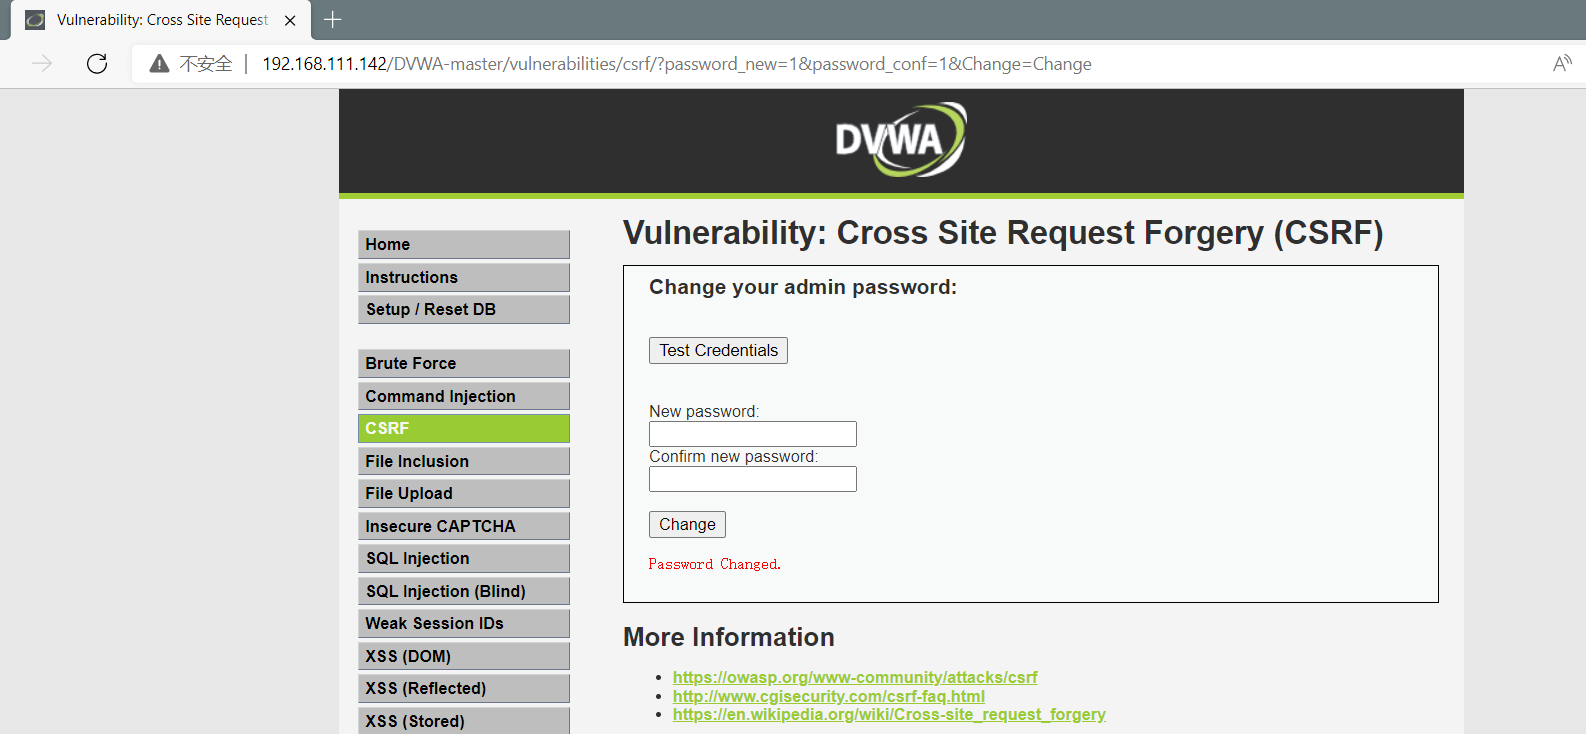 Vulnerability: Cross Site Request
不安全 | 192.168.111.142/DVWA-master/vulnerabilities/csrf/?password_new=1&password_conf=1&Change=Change
DVWA
Home
Instructions
Setup / Reset DB
Brute Force
Command Injection
CSRF
File Inclusion
File Upload
Insecure CAPTCHA
SQL Injection
SQL Injection (Blind)
Weak Session IDs
XSS (DOM)
XSS (Reflected)
XSS (Stored)
Vulnerability: Cross Site Request Forgery (CSRF)
Change your admin password:
Test Credentials
New password:
Confirm new password:
Change
Password Changed.
More Information
https://owasp.org/www-community/attacks/csrf
http://www.cgisecurity.com/csrf-faq.html
https://en.wikipedia.org/wiki/Cross-site_request_forgery